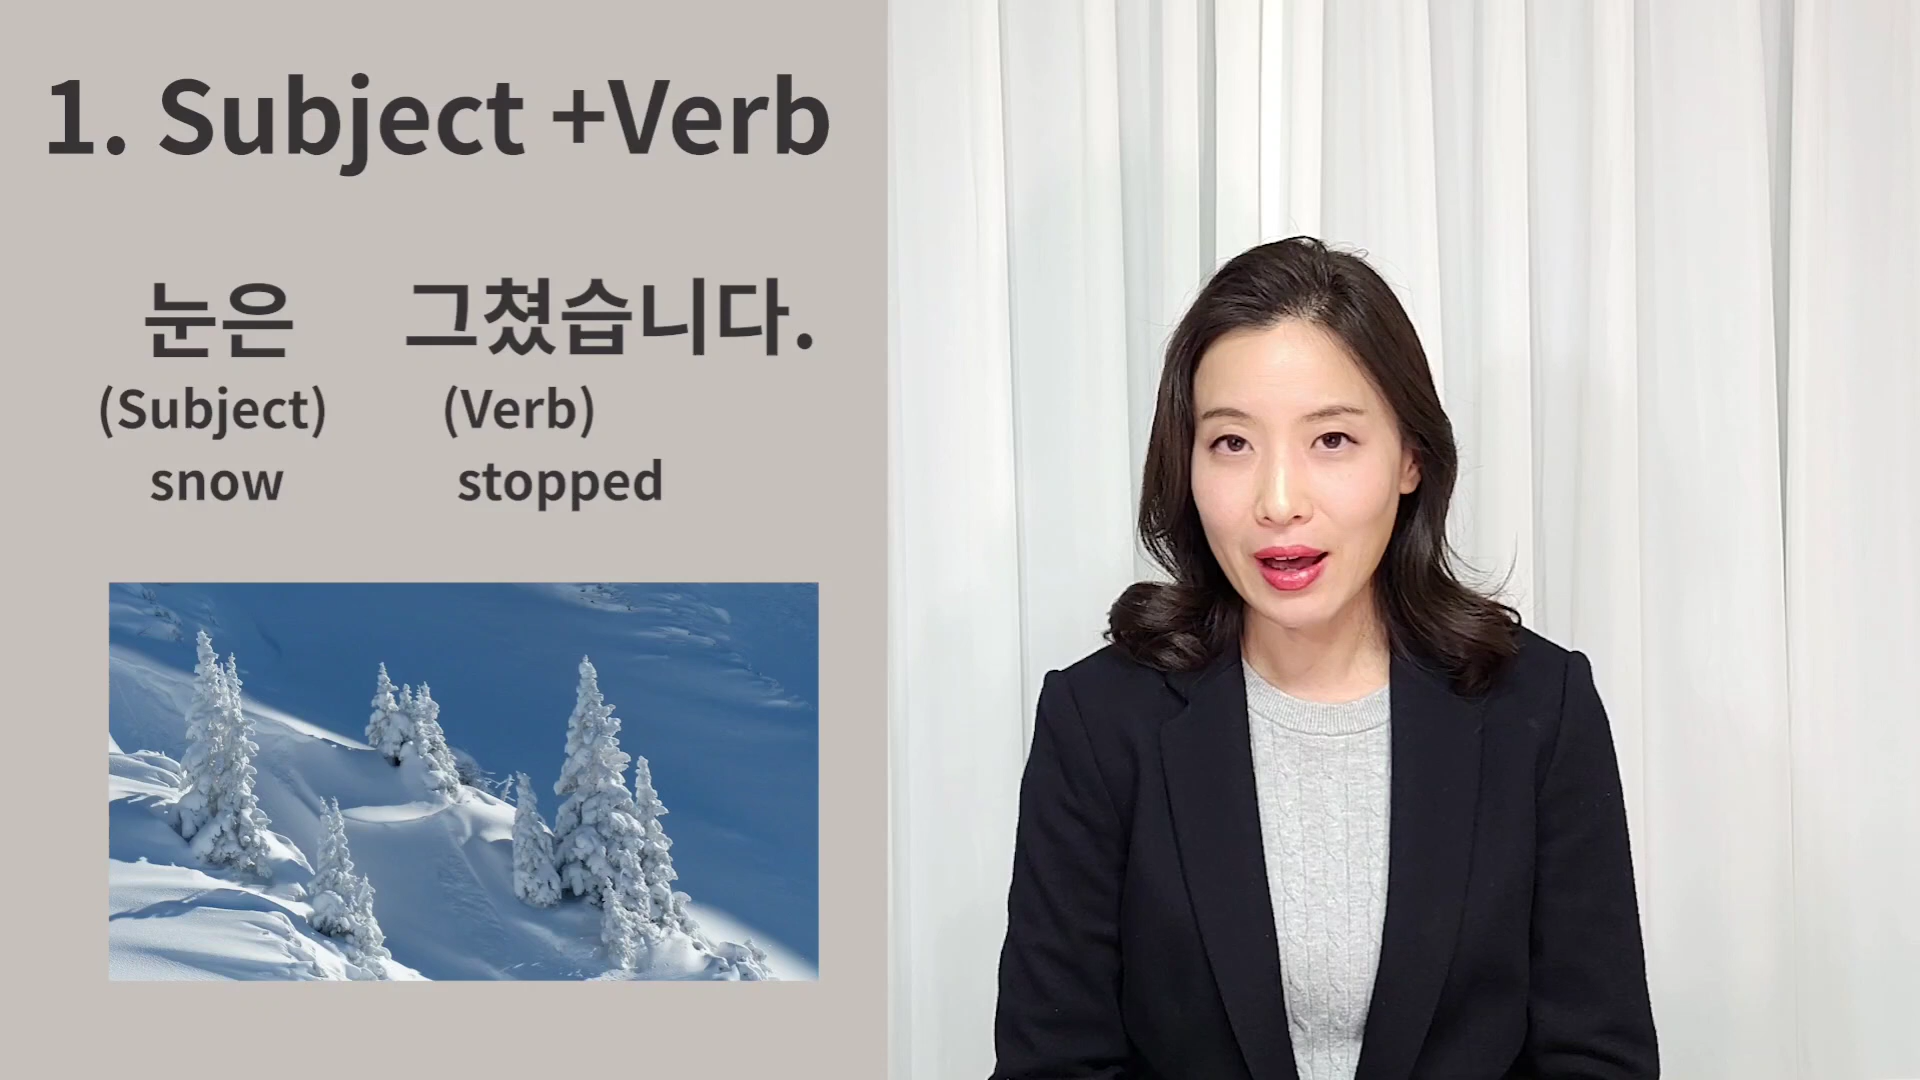 1. Subject +Verb
눈은 그쳤습니다.
(Subject) (Verb)
snow stopped